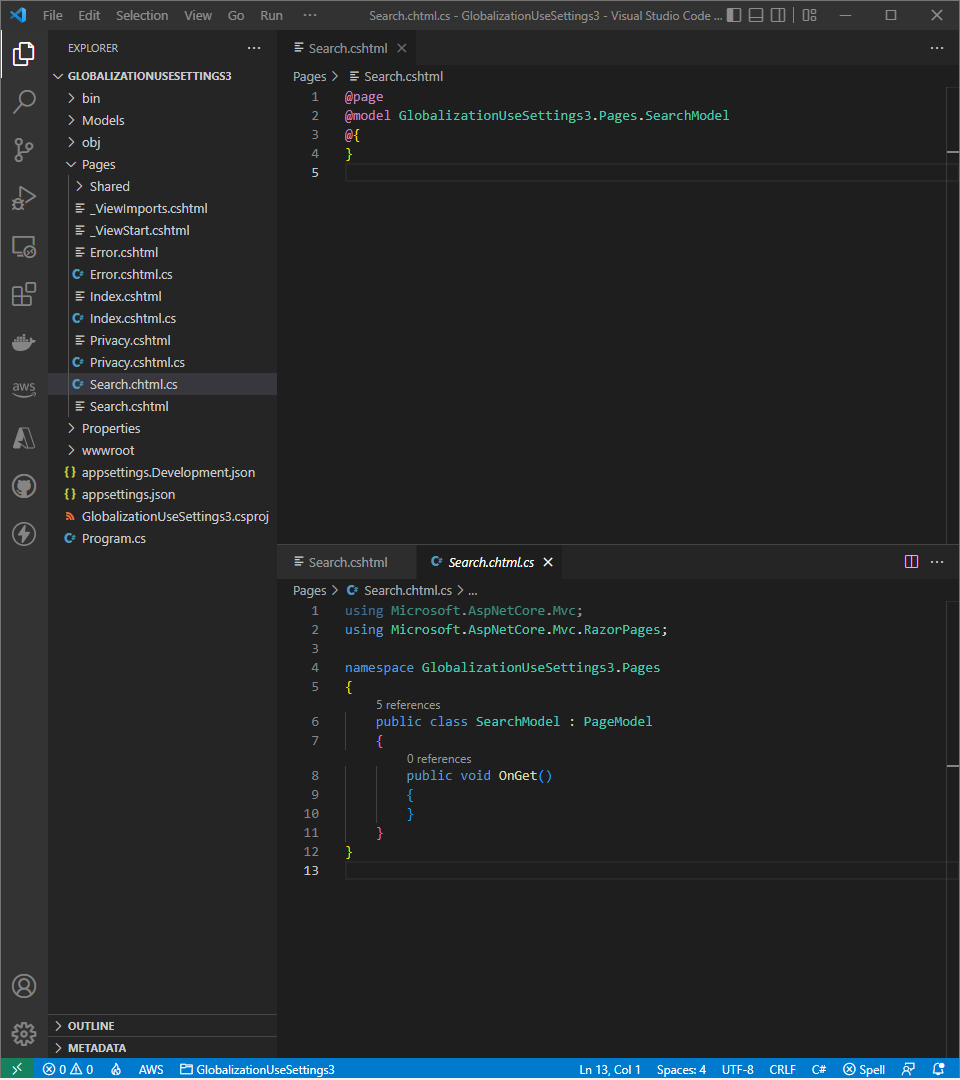 File Edit Selection View Go Run ··· Search.chtml.cs - GlobalizationUseSettings3 - Visual Studio Code ...
EXPLORER
GLOBALIZATIONUSESETTINGS3
bin
Models
obj
Pages
Shared
_ViewImports.cshtml
_ViewStart.cshtml
Error.cshtml
Error.cshtml.cs
Index.cshtml
Index.cshtml.cs
Privacy.cshtml
Privacy.cshtml.cs
Search.chtml.cs
Search.cshtml
Properties
wwwroot
{} appsettings.Development.json
{} appsettings.json
GlobalizationUseSettings3.csproj
C# Program.cs
aws
OUTLINE
METADATA
Search.cshtml
Pages > Search.cshtml
1 @page
2 @model GlobalizationUseSettings3.Pages.SearchModel
3 @{
4 }
5
Search.cshtml Search.chtml.cs
Pages > Search.chtml.cs > ...
1 using Microsoft.AspNetCore.Mvc;
2 using Microsoft.AspNetCore.Mvc.RazorPages;
3
4 namespace GlobalizationUseSettings3.Pages
5 {
5 references
6 public class SearchModel : PageModel
7 {
0 references
8 public void OnGet()
9 {
10 }
11 }
12 }
13
0 0 AWS GlobalizationUseSettings3 Ln 13, Col 1 Spaces: 4 UTF-8 CRLF C# Spell